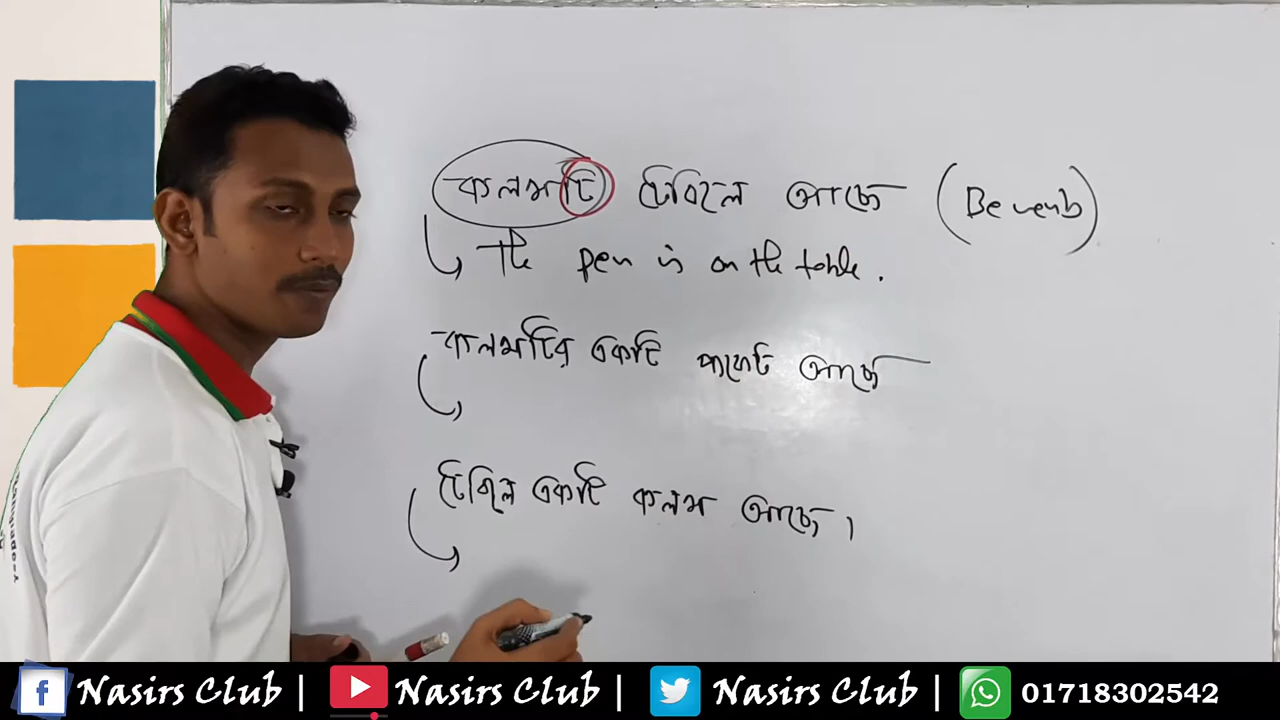 কলমটি টেবিলে আছে (Be verb)
The pen is on the table.
কলমটির একটি পকেট আছে
টেবিলে একটি কলম আছে।
Nasirs Club | Nasirs Club | Nasirs Club | 01718302542